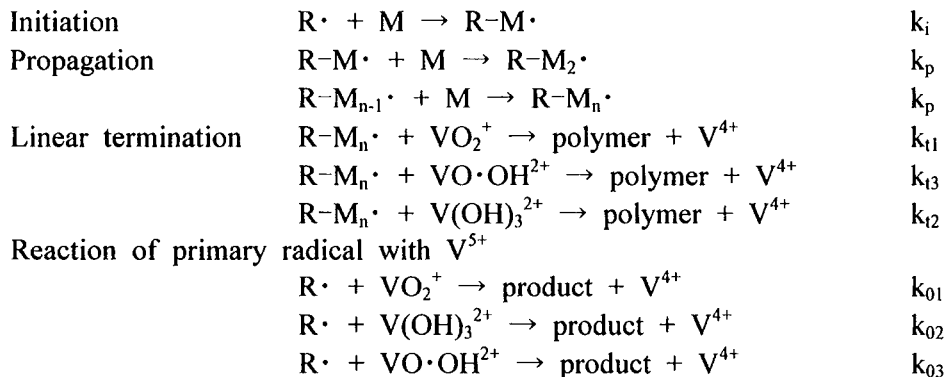 Initiation R· + M → R−M· kᵢ
Propagation R−M· + M → R−M₂· kₚ
R−Mₙ₋₁· + M → R−Mₙ· kₚ
Linear termination R−Mₙ· + VO₂⁺ → polymer + V⁴⁺ kₜ₁
R−Mₙ· + VO·OH²⁺ → polymer + V⁴⁺ kₜ₃
R−Mₙ· + V(OH)₃²⁺ → polymer + V⁴⁺ kₜ₂
Reaction of primary radical with V⁵⁺
R· + VO₂⁺ → product + V⁴⁺ k₀₁
R· + V(OH)₃²⁺ → product + V⁴⁺ k₀₂
R· + VO·OH²⁺ → product + V⁴⁺ k₀₃